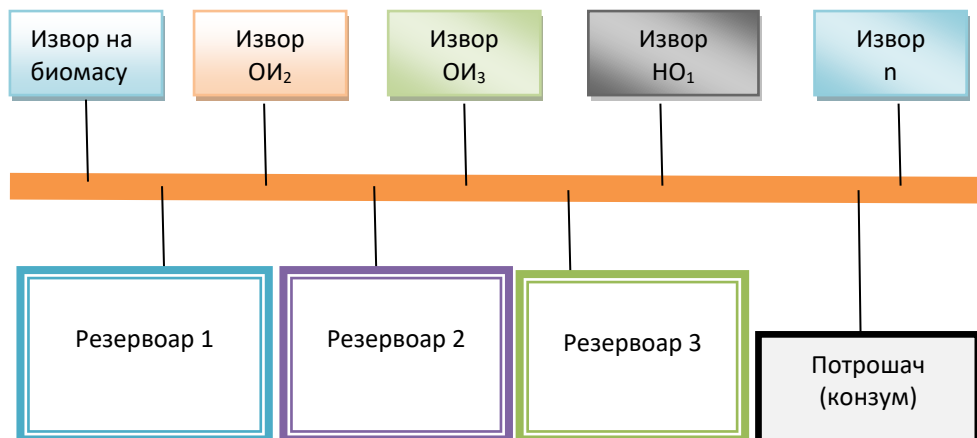 Извор на
биомасу
Извор
ОИ₂
Извор
ОИ₃
Извор
НО₁
Извор
n
Резервоар 1
Резервоар 2
Резервоар 3
Потрошач
(конзум)